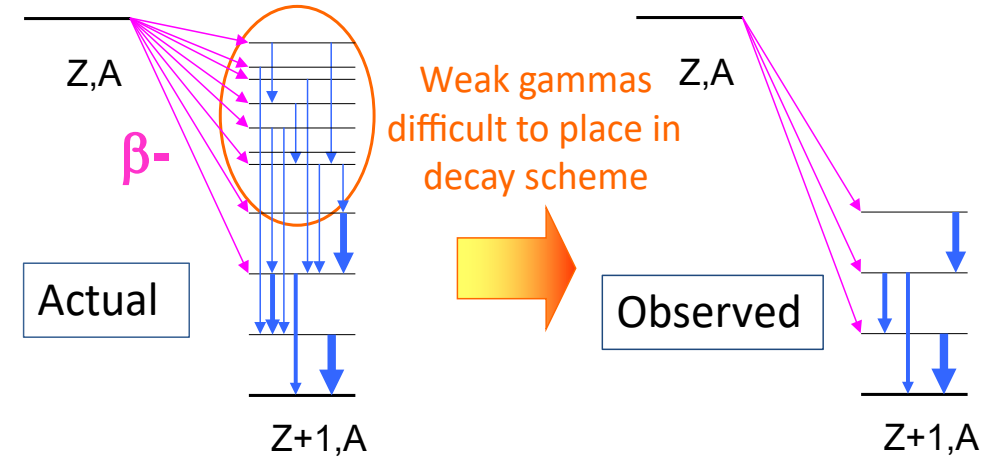 Z,A
β-
Actual
Z+1,A
Weak gammas
difficult to place in
decay scheme
Z,A
Observed
Z+1,A